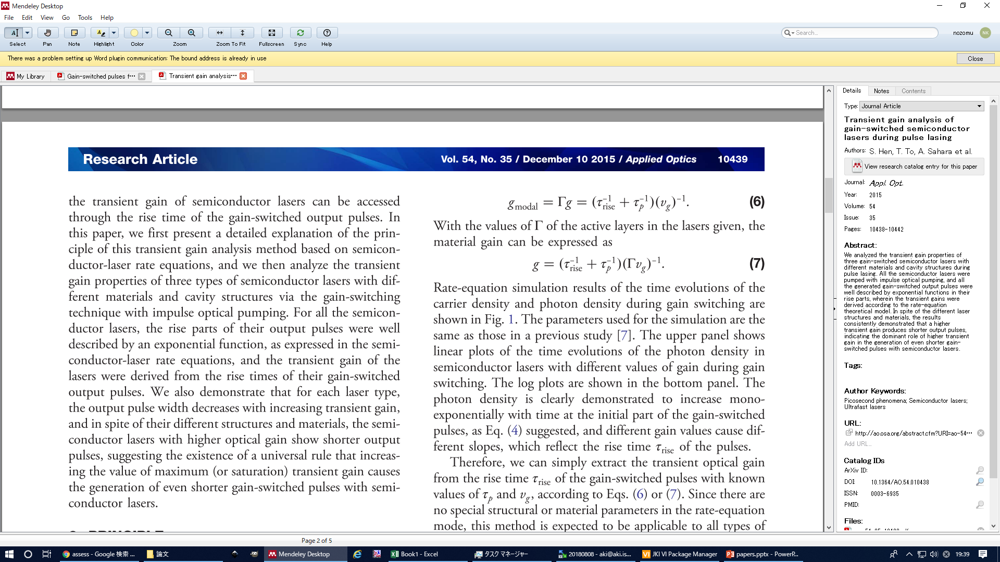 Mendeley Desktop
File Edit View Go Tools Help
Select Pan Note Highlight Color Zoom Zoom To Fit Fullscreen Sync Help
Search...
nozomu NK
There was a problem setting up Word plugin communication: The bound address is already in use
Close
My Library
Gain-switched pulses f…
Transient gain analysis…
Research Article
Vol. 54, No. 35 / December 10 2015 / Applied Optics 10439
the transient gain of semiconductor lasers can be accessed
through the rise time of the gain-switched output pulses. In
this paper, we first present a detailed explanation of the prin-
ciple of this transient gain analysis method based on semicon-
ductor-laser rate equations, and we then analyze the transient
gain properties of three types of semiconductor lasers with dif-
ferent materials and cavity structures via the gain-switching
technique with impulse optical pumping. For all the semicon-
ductor lasers, the rise parts of their output pulses were well
described by an exponential function, as expressed in the semi-
conductor-laser rate equations, and the transient gain of the
lasers were derived from the rise times of their gain-switched
output pulses. We also demonstrate that for each laser type,
the output pulse width decreases with increasing transient gain,
and in spite of their different structures and materials, the semi-
conductor lasers with higher optical gain show shorter output
pulses, suggesting the existence of a universal rule that increas-
ing the value of maximum (or saturation) transient gain causes
the generation of even shorter gain-switched pulses with semi-
conductor lasers.
g_modal = Γg = (τ_rise^−1 + τ_p^−1)(v_g)^−1. (6)
With the values of Γ of the active layers in the lasers given, the
material gain can be expressed as
g = (τ_rise^−1 + τ_p^−1)(Γv_g)^−1. (7)
Rate-equation simulation results of the time evolutions of the
carrier density and photon density during gain switching are
shown in Fig. 1. The parameters used for the simulation are the
same as those in a previous study [7]. The upper panel shows
linear plots of the time evolutions of the photon density in
semiconductor lasers with different values of gain during gain
switching. The log plots are shown in the bottom panel. The
photon density is clearly demonstrated to increase mono-
exponentially with time at the initial part of the gain-switched
pulses, as Eq. (4) suggested, and different gain values cause dif-
ferent slopes, which reflect the rise time τ_rise of the pulses.
Therefore, we can simply extract the transient optical gain
from the rise time τ_rise of the gain-switched pulses with known
values of τ_p and v_g, according to Eqs. (6) or (7). Since there are
no special structural or material parameters in the rate-equation
mode, this method is expected to be applicable to all types of
Page 2 of 5
Details Notes Contents
Type: Journal Article
Transient gain analysis of
gain-switched semiconductor
lasers during pulse lasing
Authors: S. Hen, T. To, A. Sahara et al.
View research catalog entry for this paper
Journal: Appl. Opt.
Year: 2015
Volume: 54
Issue: 35
Pages: 10438-10442
Abstract:
We analyzed the transient gain properties of
three gain-switched semiconductor lasers with
different materials and cavity structures during
pulse lasing. All the semiconductor lasers were
pumped with impulse optical pumping, and all
the generated gain-switched output pulses were
well described by exponential functions in their
rise parts, wherein the transient gains were
derived according to the rate-equation
theoretical model. In spite of the different laser
structures and materials, the results
consistently demonstrated that a higher
transient gain produces shorter output pulses,
indicating the dominant role of higher transient
gain in the generation of even shorter gain-
switched pulses with semiconductor lasers.
Tags:
Author Keywords:
Picosecond phenomena; Semiconductor lasers;
Ultrafast lasers
URL:
http://ao.osa.org/abstract.cfm?URI=ao-54-…
Add URL...
Catalog IDs
ArXiv ID:
DOI: 10.1364/AO.54.010438
ISSN: 0003-6935
PMID:
Files:
assess - Google 検索 ...
論文
Mendeley Desktop
Book1 - Excel
タスク マネージャー
20180808 - aki@aki.is...
JKI VI Package Manager
papers.pptx - PowerP...
19:39